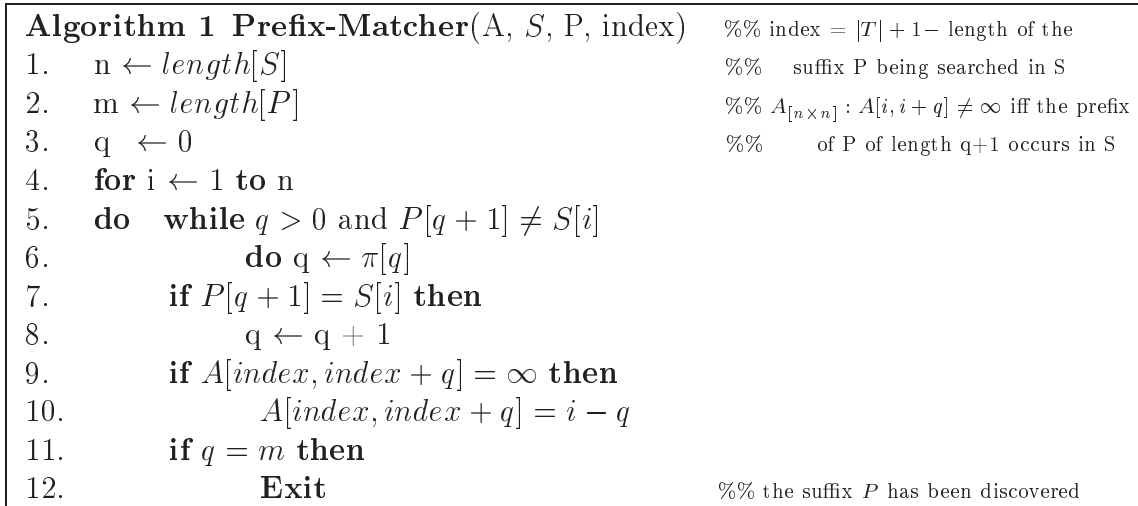 Algorithm 1 Prefix-Matcher(A, S, P, index) %% index = |T| + 1− length of the
1. n ← length[S] %% suffix P being searched in S
2. m ← length[P] %% A[n×n] : A[i, i + q] ≠ ∞ iff the prefix
3. q ← 0 %% of P of length q+1 occurs in S
4. for i ← 1 to n
5. do while q > 0 and P[q + 1] ≠ S[i]
6. do q ← π[q]
7. if P[q + 1] = S[i] then
8. q ← q + 1
9. if A[index, index + q] = ∞ then
10. A[index, index + q] = i − q
11. if q = m then
12. Exit %% the suffix P has been discovered